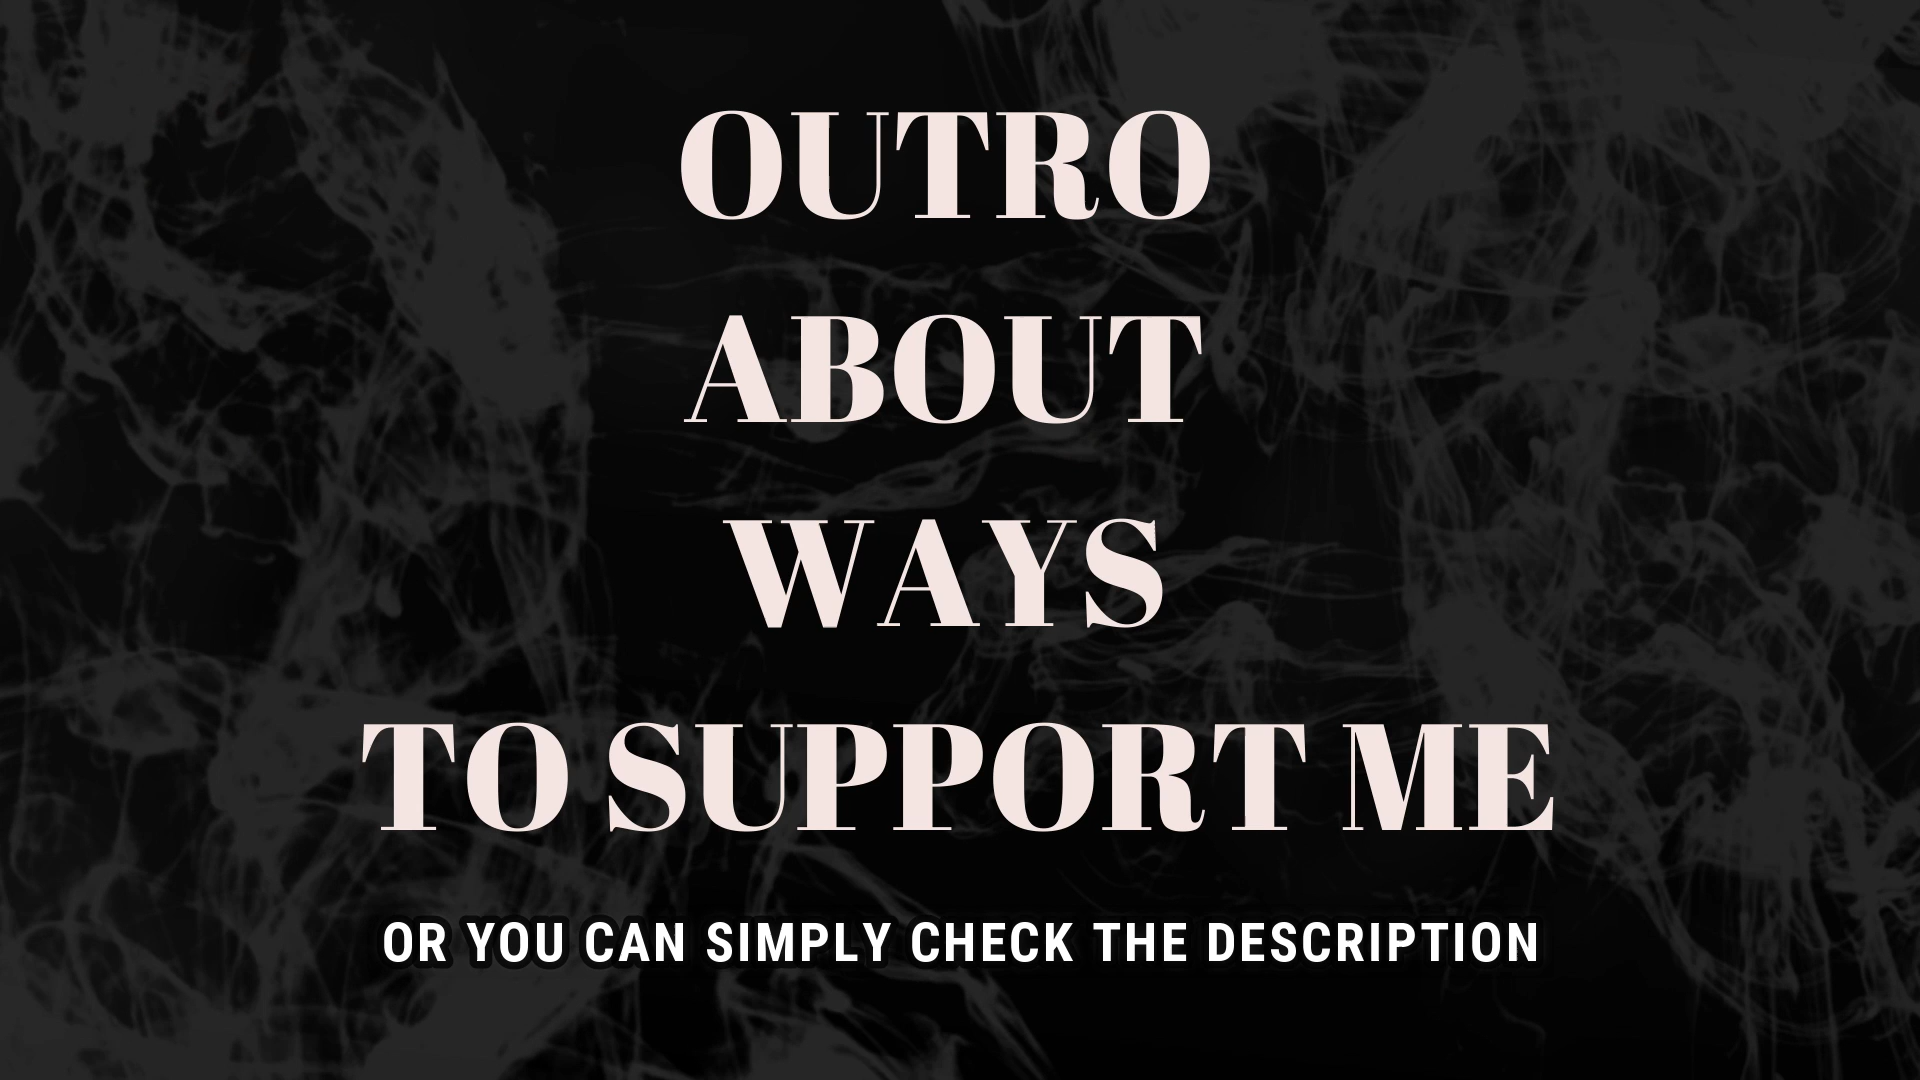 OUTRO
ABOUT
WAYS
TO SUPPORT ME
OR YOU CAN SIMPLY CHECK THE DESCRIPTION